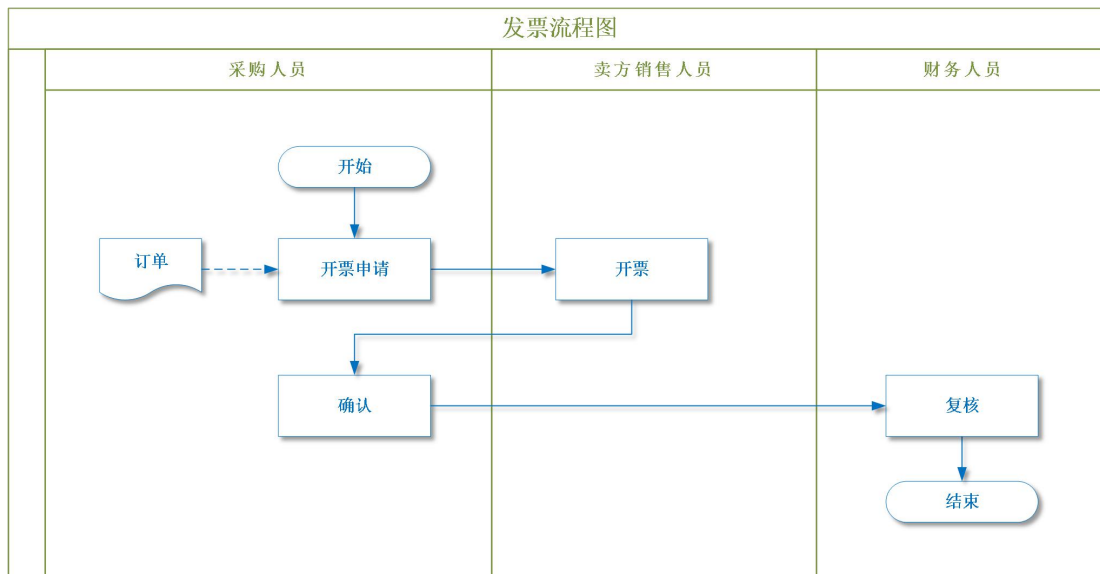 发票流程图
采购人员
卖方销售人员
财务人员
开始
订单
开票申请
开票
确认
复核
结束